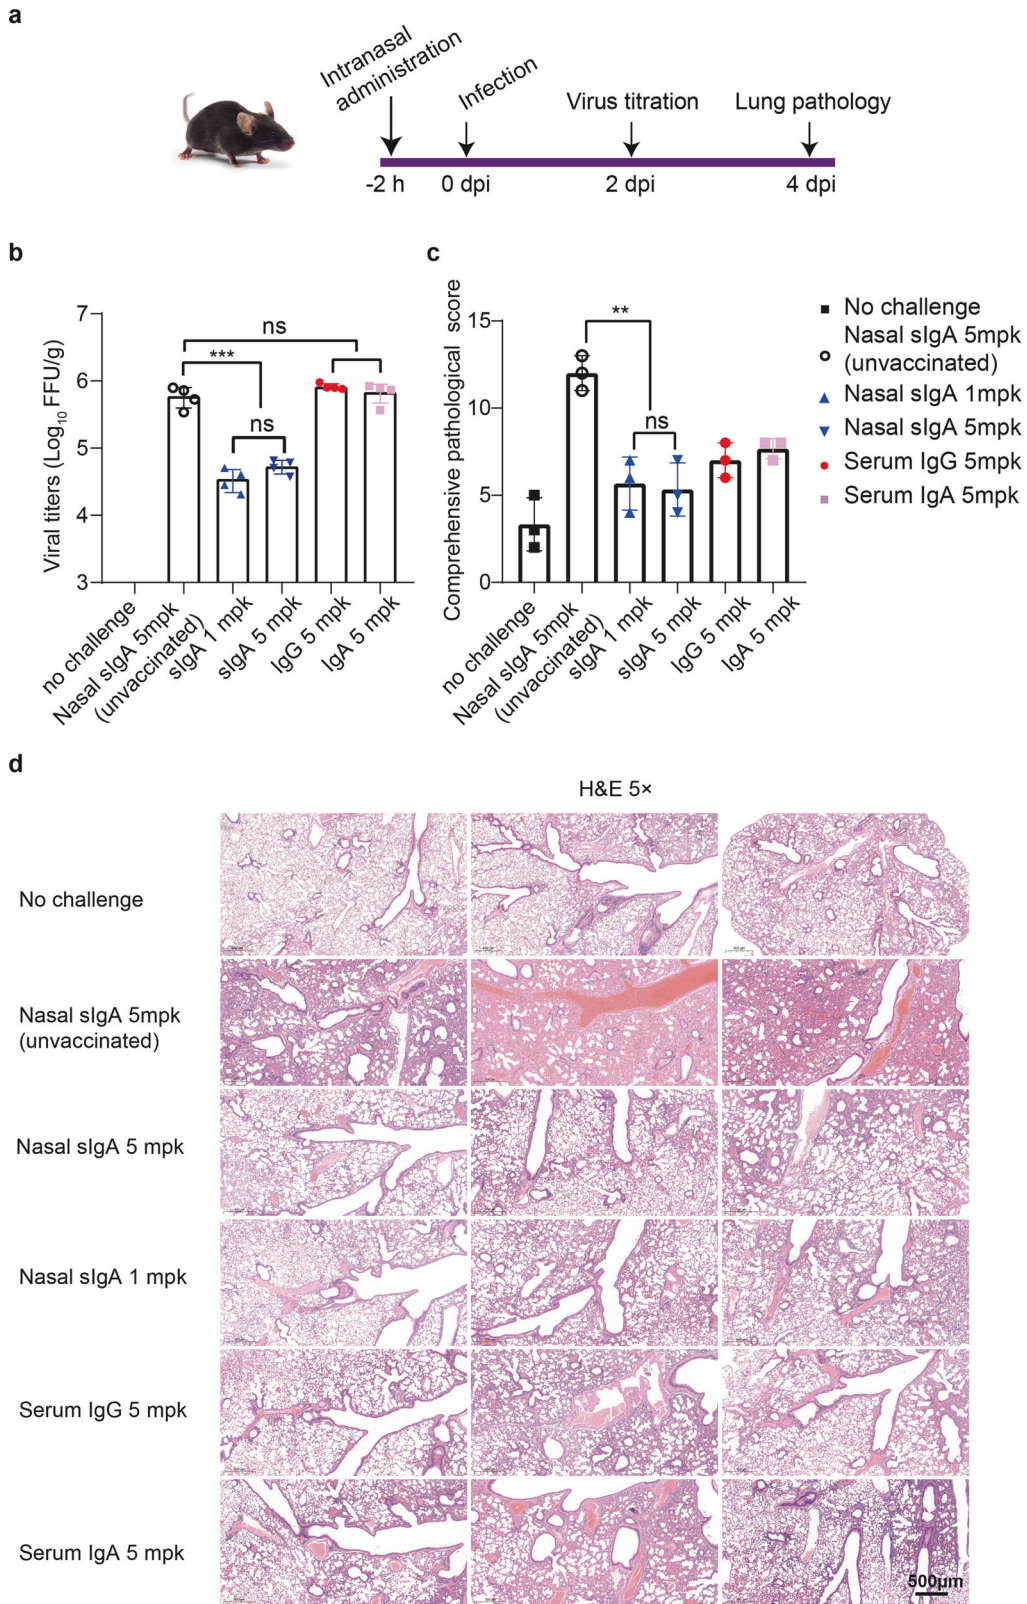 a
Intranasal
administration
Infection
Virus titration
Lung pathology
-2 h
0 dpi
2 dpi
4 dpi
b
Viral titers (Log10 FFU/g)
7
6
5
4
3
ns
***
ns
no challenge
Nasal sIgA 5mpk
(unvaccinated)
sIgA 1 mpk
sIgA 5 mpk
IgG 5 mpk
IgA 5 mpk
c
Comprehensive pathological score
15
10
5
0
**
ns
no challenge
Nasal sIgA 5mpk
(unvaccinated)
sIgA 1 mpk
sIgA 5 mpk
IgG 5 mpk
IgA 5 mpk
No challenge
Nasal sIgA 5mpk
(unvaccinated)
Nasal sIgA 1mpk
Nasal sIgA 5mpk
Serum IgG 5mpk
Serum IgA 5mpk
d
H&E 5×
No challenge
Nasal sIgA 5mpk
(unvaccinated)
Nasal sIgA 5 mpk
Nasal sIgA 1 mpk
Serum IgG 5 mpk
Serum IgA 5 mpk
500μm